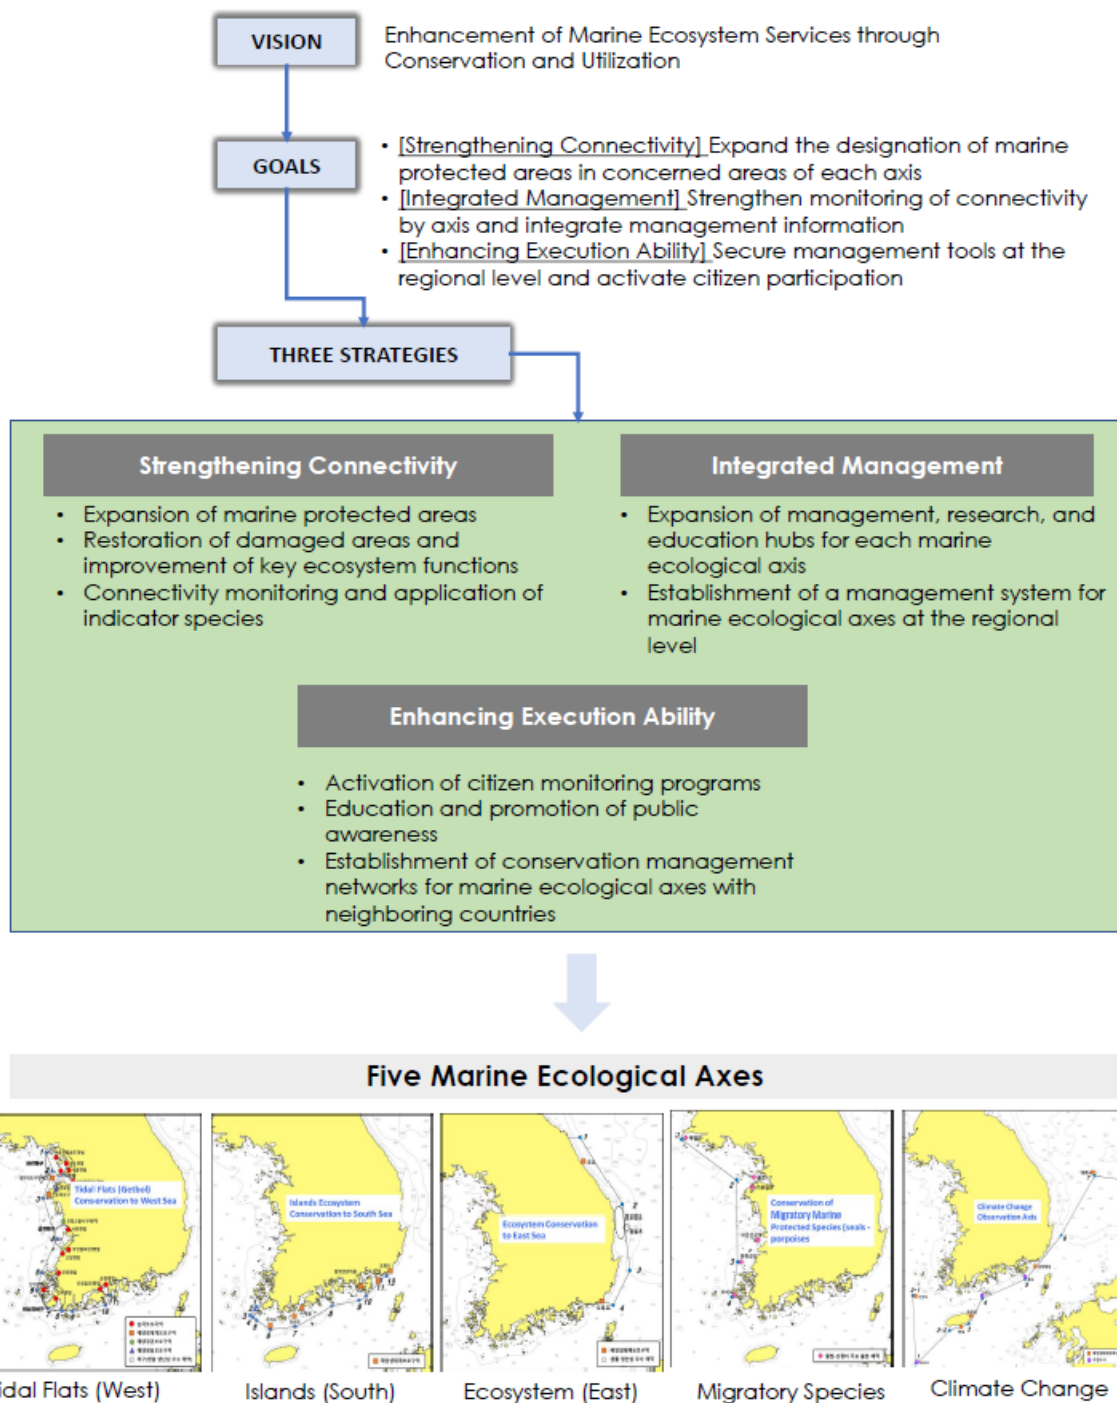 VISION
Enhancement of Marine Ecosystem Services through
Conservation and Utilization
GOALS
• [Strengthening Connectivity] Expand the designation of marine
protected areas in concerned areas of each axis
• [Integrated Management] Strengthen monitoring of connectivity
by axis and integrate management information
• [Enhancing Execution Ability] Secure management tools at the
regional level and activate citizen participation
THREE STRATEGIES
Strengthening Connectivity
• Expansion of marine protected areas
• Restoration of damaged areas and
improvement of key ecosystem functions
• Connectivity monitoring and application of
indicator species
Integrated Management
• Expansion of management, research, and
education hubs for each marine
ecological axis
• Establishment of a management system for
marine ecological axes at the regional
level
Enhancing Execution Ability
• Activation of citizen monitoring programs
• Education and promotion of public
awareness
• Establishment of conservation management
networks for marine ecological axes with
neighboring countries
Five Marine Ecological Axes
Tidal Flats (Getbol)
Conservation to West Sea
Islands Ecosystem
Conservation to South Sea
Ecosystem Conservation
to East Sea
Conservation of
Migratory Marine
Protected Species (seals -
porpoises
Climate Change
Observation Axis
idal Flats (West)
Islands (South)
Ecosystem (East)
Migratory Species
Climate Change